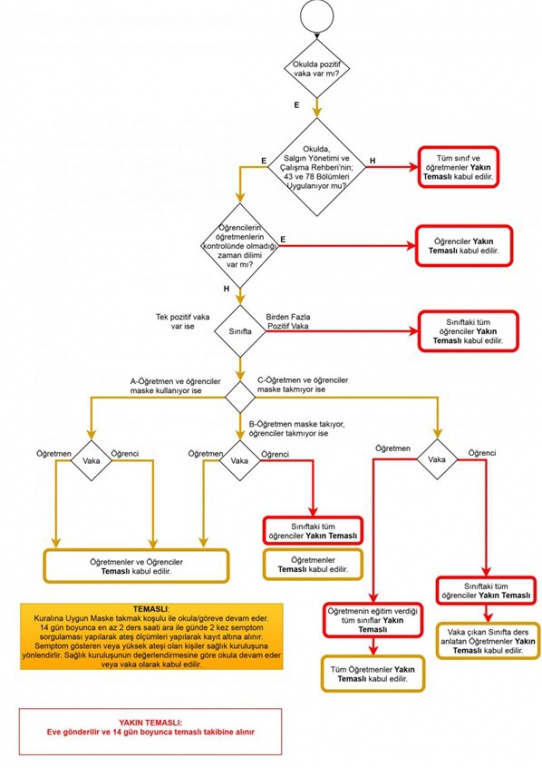 Okulda pozitif
vaka var mı?
E
Okulda,
Salgın Yönetimi ve
Çalışma Rehberi'nin;
43 ve 78 Bölümleri
Uygulanıyor mu?
E
H
Tüm sınıf ve
öğretmenler Yakın
Temaslı kabul edilir.
Öğrencilerin
öğretmenlerin
kontrolünde olmadığı
zaman dilimi
var mı?
E
Öğrenciler Yakın
Temaslı kabul edilir.
H
Tek pozitif vaka
var ise
Sınıfta
Birden Fazla
Pozitif Vaka
Sınıftaki tüm
öğrenciler Yakın
Temaslı kabul edilir.
A-Öğretmen ve öğrenciler
maske kullanıyor ise
C-Öğretmen ve öğrenciler
maske takmıyor ise
B-Öğretmen maske takıyor,
öğrenciler takmıyor ise
Öğretmen
Vaka
Öğrenci
Öğretmen
Vaka
Öğrenci
Öğretmen
Vaka
Öğrenci
Sınıftaki tüm
öğrenciler Yakın Temaslı
Öğretmenler
Temaslı kabul edilir.
Öğretmenler ve Öğrenciler
Temaslı kabul edilir.
Sınıftaki tüm
öğrenciler Yakın Temaslı
Vaka çıkan Sınıfta ders
anlatan Öğretmenler Yakın
Temaslı kabul edilir.
Öğretmenin eğitim verdiği
tüm sınıflar Yakın
Temaslı
Tüm Öğretmenler Yakın
Temaslı kabul edilir.
TEMASLI:
Kuralına Uygun Maske takmak koşulu ile okula/göreve devam eder.
14 gün boyunca en az 2 ders saati ara ile günde 2 kez semptom
sorgulaması yapılarak ateş ölçümleri yapılarak kayıt altına alınır.
Semptom gösteren veya yüksek ateşi olan kişiler sağlık kuruluşuna
yönlendirlir. Sağlık kuruluşunun değerlendirmesine göre okula devam eder
veya vaka olarak kabul edilir.
YAKIN TEMASLI:
Eve gönderilir ve 14 gün boyunca temaslı takibine alınır